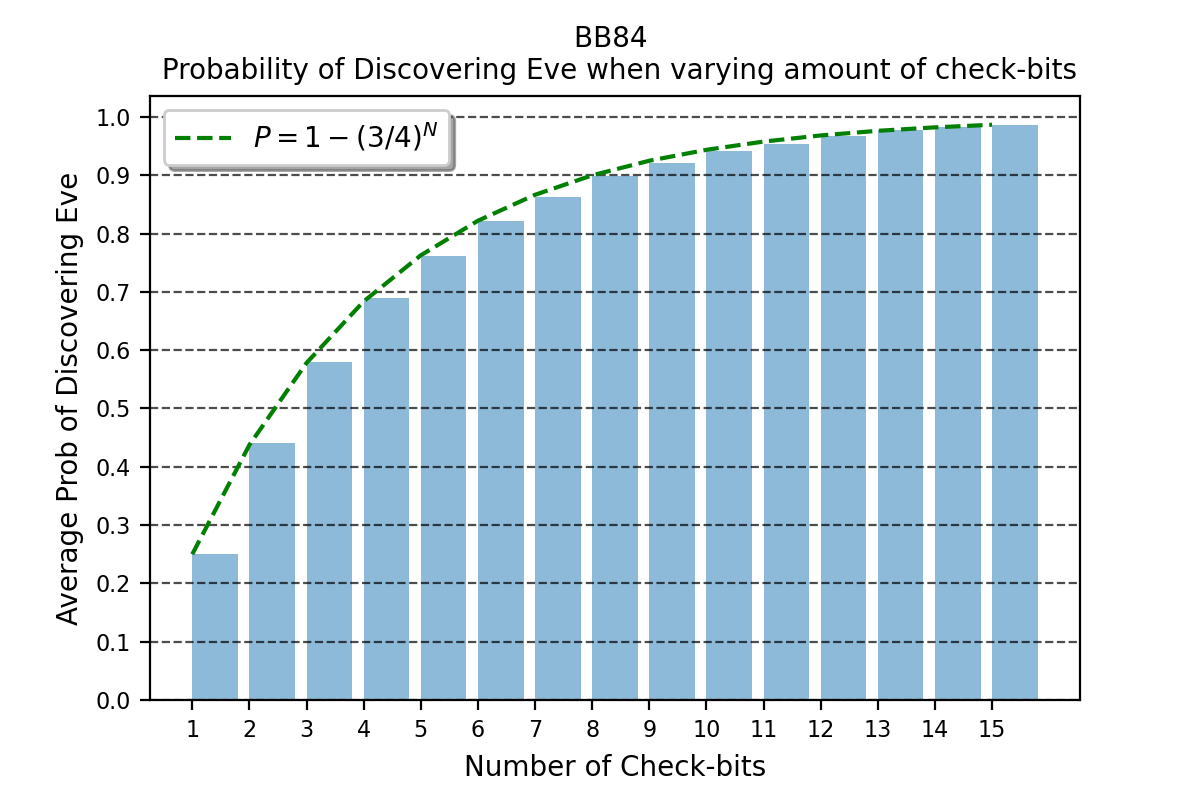 BB84
Probability of Discovering Eve when varying amount of check-bits
P = 1 − (3/4)^N
Average Prob of Discovering Eve
1.0
0.9
0.8
0.7
0.6
0.5
0.4
0.3
0.2
0.1
0.0
1 2 3 4 5 6 7 8 9 10 11 12 13 14 15
Number of Check-bits